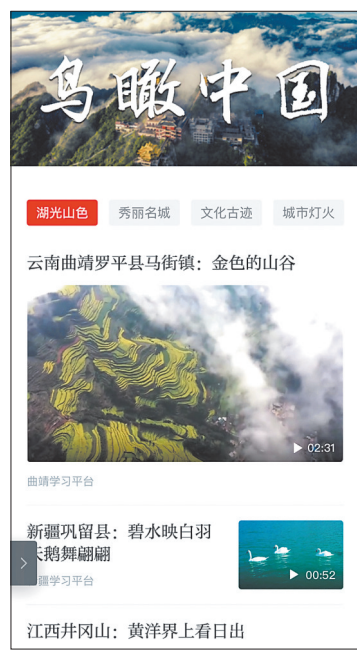 鸟瞰中国
湖光山色 秀丽名城 文化古迹 城市灯火
云南曲靖罗平县马街镇：金色的山谷
02:31
曲靖学习平台
新疆巩留县：碧水映白羽
天鹅舞翩翩
00:52
疆学习平台
江西井冈山：黄洋界上看日出